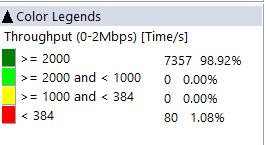 Color Legends
Throughput (0-2Mbps) [Time/s]
>= 2000 7357 98.92%
>= 2000 and < 1000 0 0.00%
>= 1000 and < 384 0 0.00%
< 384 80 1.08%